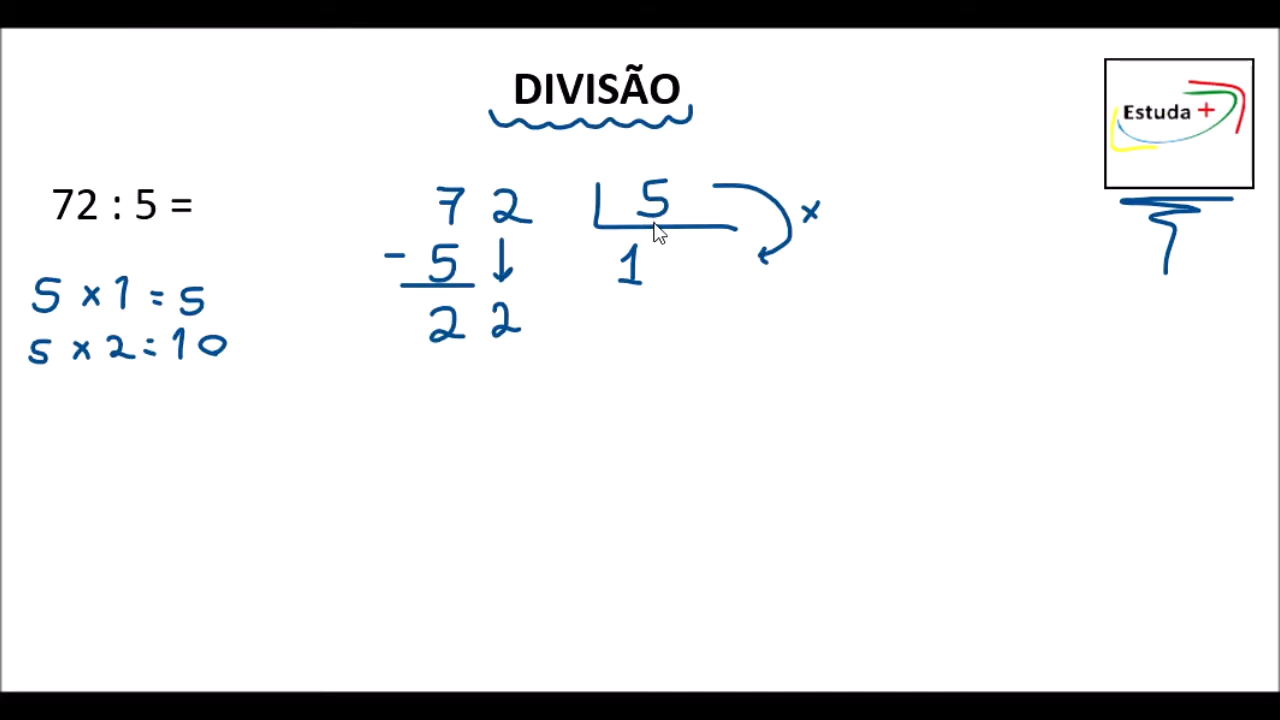 DIVISÃO
Estuda +
72 : 5 =
7 2 5
- 5 ↓ 1
2 2
x
5 x 1 = 5
5 x 2 = 10